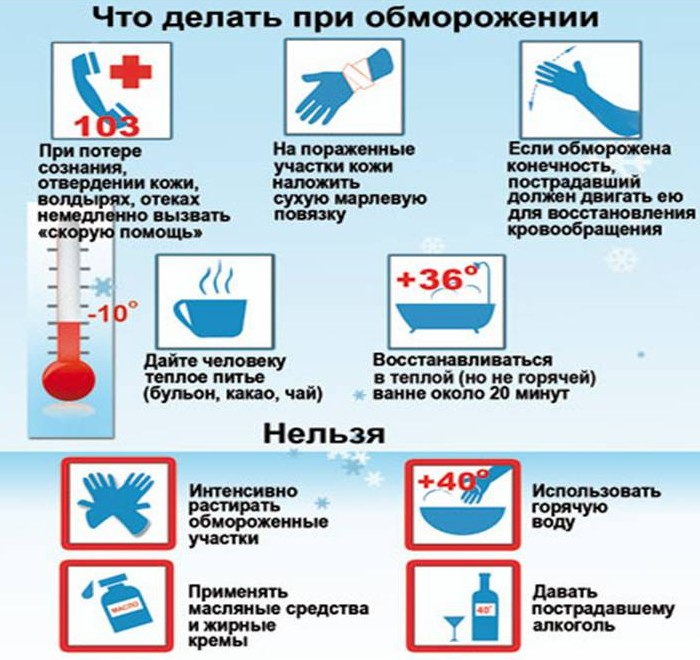 Что делать при обморожении
103
При потере
сознания,
отвердении кожи,
волдырях, отеках
немедленно вызвать
«скорую помощь»
На пораженные
участки кожи
наложить
сухую марлевую
повязку
Если обморожена
конечность,
пострадавший
должен двигать ею
для восстановления
кровообращения
-10°
Дайте человеку
теплое питье
(бульон, какао, чай)
+36°
Восстанавливаться
в теплой (но не горячей)
ванне около 20 минут
Нельзя
Интенсивно
растирать
обмороженные
участки
+40°
Использовать
горячую
воду
МАСЛО
Применять
масляные средства
и жирные
кремы
40°
Давать
пострадавшему
алкоголь